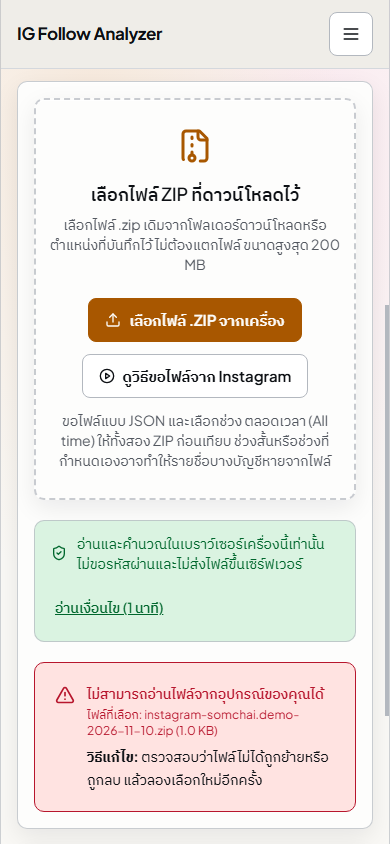 IG Follow Analyzer
เลือกไฟล์ ZIP ที่ดาวน์โหลดไว้
เลือกไฟล์ .zip เดิมจากโฟลเดอร์ดาวน์โหลดหรือ
ตำแหน่งที่บันทึกไว้ ไม่ต้องแตกไฟล์ ขนาดสูงสุด 200
MB
เลือกไฟล์ .ZIP จากเครื่อง
ดูวิธีขอไฟล์จาก Instagram
ขอไฟล์แบบ JSON และเลือกช่วง ตลอดเวลา (All
time) ให้ทั้งสอง ZIP ก่อนเทียบ ช่วงสั้นหรือช่วงที่
กำหนดเองอาจทำให้รายชื่อบางบัญชีหายจากไฟล์
อ่านและคำนวณในเบราว์เซอร์เครื่องนี้เท่านั้น
ไม่ขอรหัสผ่านและไม่ส่งไฟล์ขึ้นเซิร์ฟเวอร์
อ่านเงื่อนไข (1 นาที)
ไม่สามารถอ่านไฟล์จากอุปกรณ์ของคุณได้
ไฟล์ที่เลือก: instagram-somchai.demo-
2026-11-10.zip (1.0 KB)
วิธีแก้ไข: ตรวจสอบว่าไฟล์ไม่ได้ถูกย้ายหรือ
ถูกลบ แล้วลองเลือกใหม่อีกครั้ง